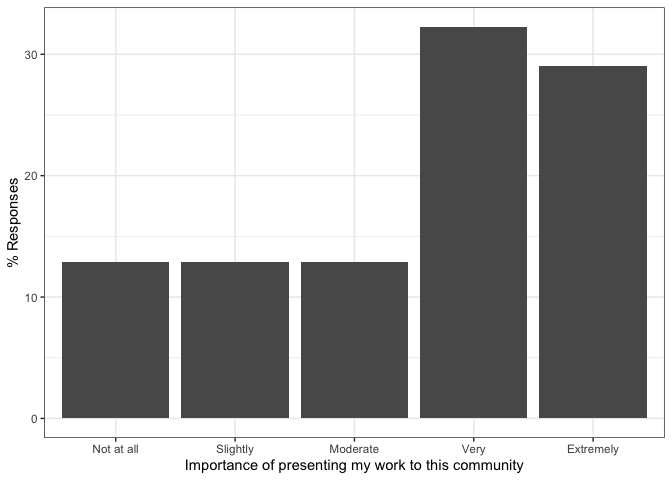 % Responses
30
20
10
0
Not at all Slightly Moderate Very Extremely
Importance of presenting my work to this community